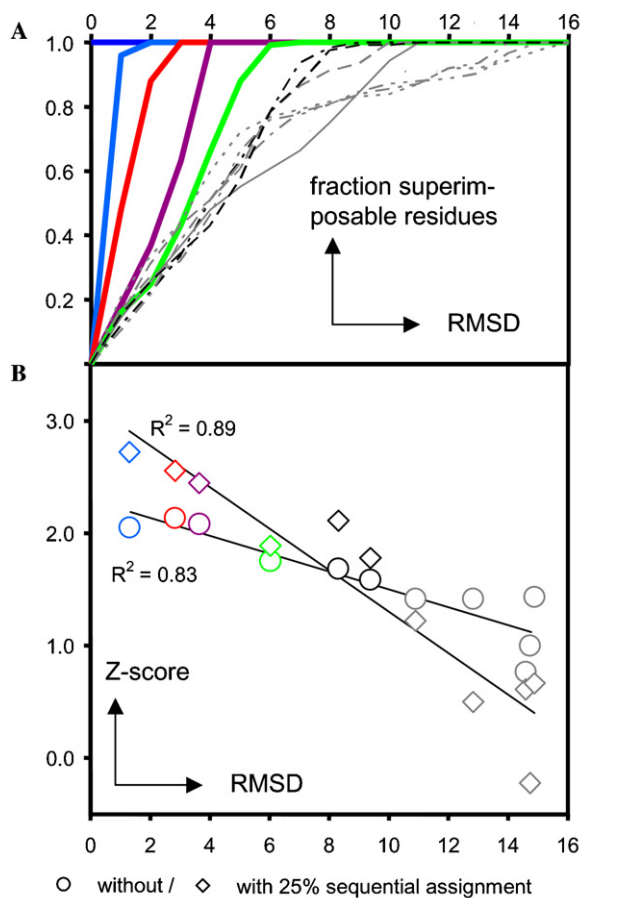 A
0 2 4 6 8 10 12 14 16
1.0
0.8
0.6
0.4
0.2
fraction superim-
posable residues
RMSD
B
3.0
2.0
1.0
0.0
R² = 0.89
R² = 0.83
Z-score
RMSD
0 2 4 6 8 10 12 14 16
without / with 25% sequential assignment